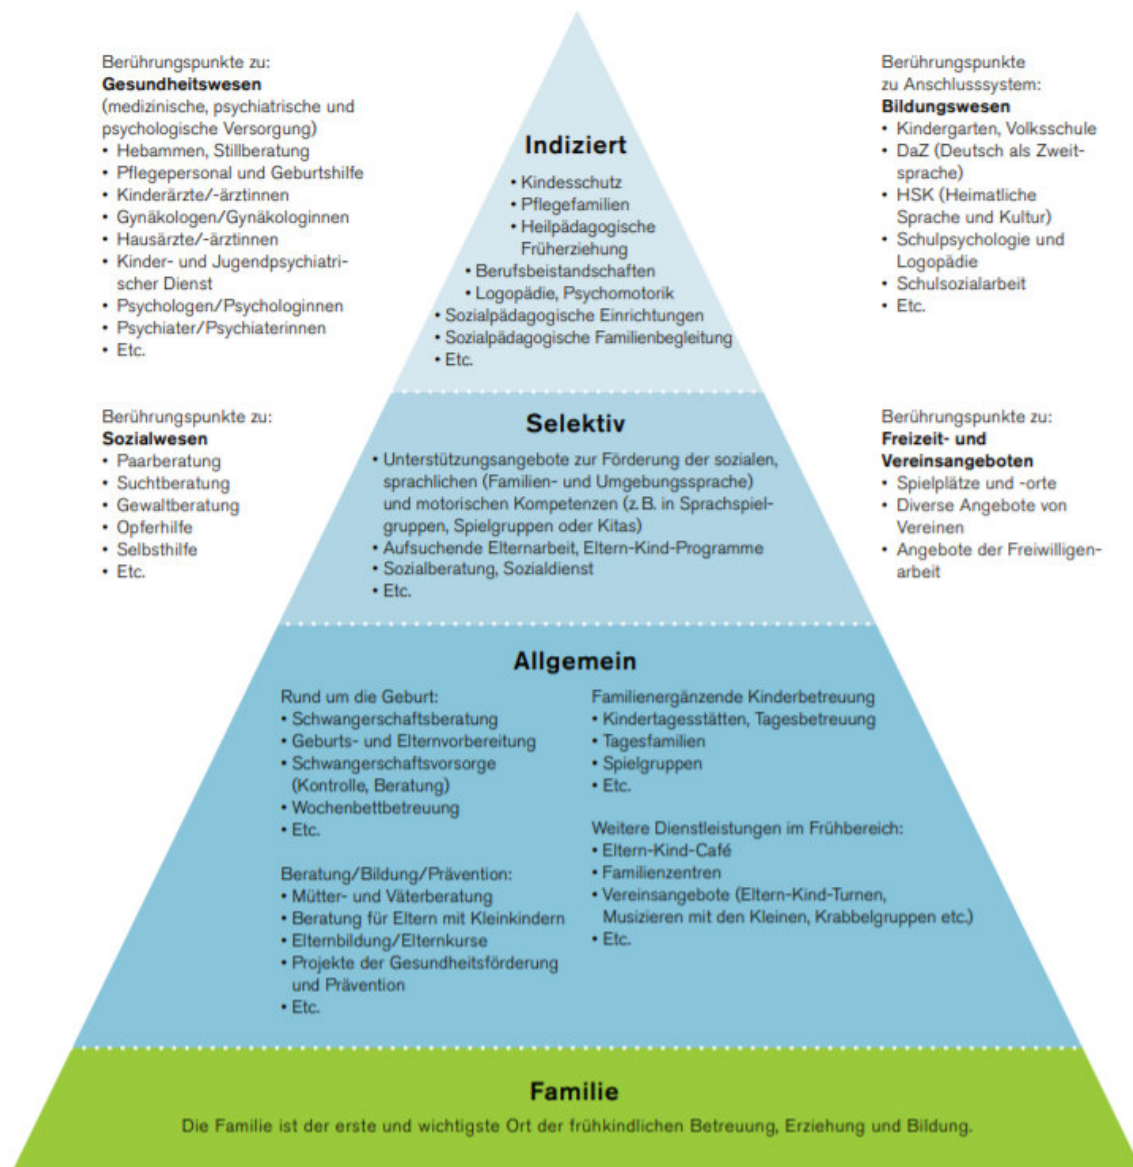 Berührungspunkte zu:
Gesundheitswesen
(medizinische, psychiatrische und
psychologische Versorgung)
• Hebammen, Stillberatung
• Pflegepersonal und Geburtshilfe
• Kinderärzte/-ärztinnen
• Gynäkologen/Gynäkologinnen
• Hausärzte/-ärztinnen
• Kinder- und Jugendpsychiatri-
scher Dienst
• Psychologen/Psychologinnen
• Psychiater/Psychiaterinnen
• Etc.
Berührungspunkte zu:
Sozialwesen
• Paarberatung
• Suchtberatung
• Gewaltberatung
• Opferhilfe
• Selbsthilfe
• Etc.
Indiziert
• Kindesschutz
• Pflegefamilien
• Heilpädagogische
Früherziehung
• Berufsbeistandschaften
• Logopädie, Psychomotorik
• Sozialpädagogische Einrichtungen
• Sozialpädagogische Familienbegleitung
• Etc.
Berührungspunkte
zu Anschlusssystem:
Bildungswesen
• Kindergarten, Volksschule
• DaZ (Deutsch als Zweit-
sprache)
• HSK (Heimatliche
Sprache und Kultur)
• Schulpsychologie und
Logopädie
• Schulsozialarbeit
• Etc.
Berührungspunkte zu:
Freizeit- und
Vereinsangeboten
• Spielplätze und -orte
• Diverse Angebote von
Vereinen
• Angebote der Freiwilligen-
arbeit
Selektiv
• Unterstützungsangebote zur Förderung der sozialen,
sprachlichen (Familien- und Umgebungssprache)
und motorischen Kompetenzen (z. B. in Sprachspiel-
gruppen, Spielgruppen oder Kitas)
• Aufsuchende Elternarbeit, Eltern-Kind-Programme
• Sozialberatung, Sozialdienst
• Etc.
Allgemein
Rund um die Geburt:
• Schwangerschaftsberatung
• Geburts- und Elternvorbereitung
• Schwangerschaftsvorsorge
(Kontrolle, Beratung)
• Wochenbettbetreuung
• Etc.
Beratung/Bildung/Prävention:
• Mütter- und Väterberatung
• Beratung für Eltern mit Kleinkindern
• Elternbildung/Elternkurse
• Projekte der Gesundheitsförderung
und Prävention
• Etc.
Familienergänzende Kinderbetreuung
• Kindertagesstätten, Tagesbetreuung
• Tagesfamilien
• Spielgruppen
• Etc.
Weitere Dienstleistungen im Frühbereich:
• Eltern-Kind-Café
• Familienzentren
• Vereinsangebote (Eltern-Kind-Turnen,
Musizieren mit den Kleinen, Krabbelgruppen etc.)
• Etc.
Familie
Die Familie ist der erste und wichtigste Ort der frühkindlichen Betreuung, Erziehung und Bildung.